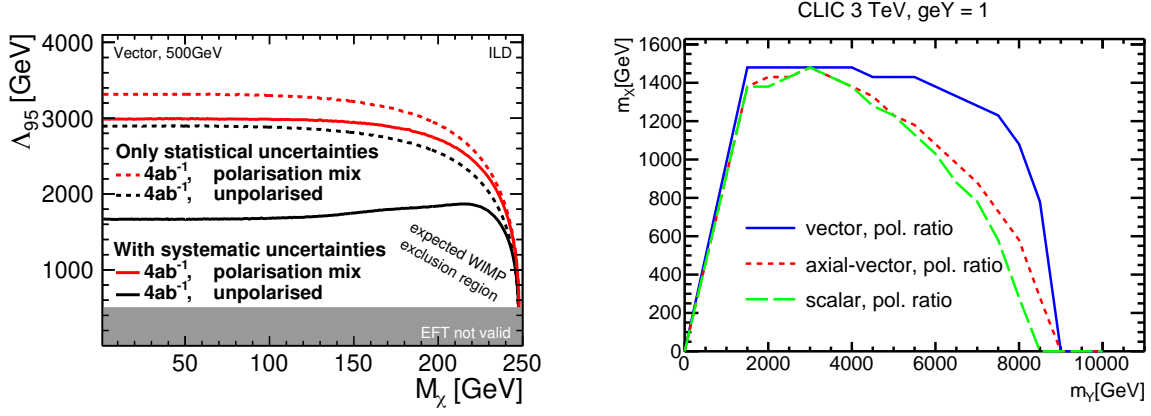 Vector, 500GeV
ILD
Λ95 [GeV]
4000
3000
2000
1000
Only statistical uncertainties
4ab-1, polarisation mix
4ab-1, unpolarised
With systematic uncertainties
4ab-1, polarisation mix
4ab-1, unpolarised
expected WIMP
exclusion region
EFT not valid
0 50 100 150 200 250
Mχ [GeV]
CLIC 3 TeV, geY = 1
mX[GeV]
1600
1400
1200
1000
800
600
400
200
0
vector, pol. ratio
axial-vector, pol. ratio
scalar, pol. ratio
0 2000 4000 6000 8000 10000
mY[GeV]